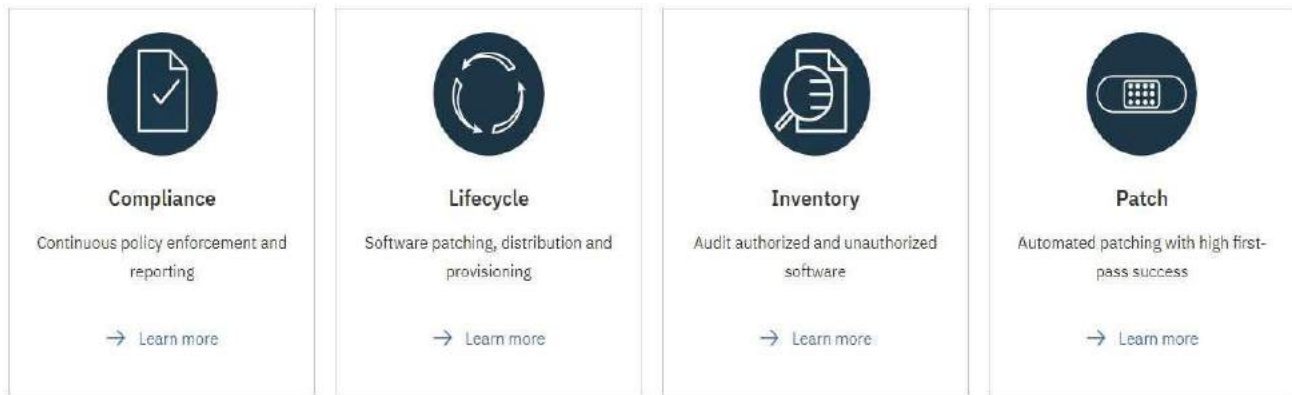 Compliance
Continuous policy enforcement and
reporting
→ Learn more
Lifecycle
Software patching, distribution and
provisioning
→ Learn more
Inventory
Audit authorized and unauthorized
software
→ Learn more
Patch
Automated patching with high first-
pass success
→ Learn more